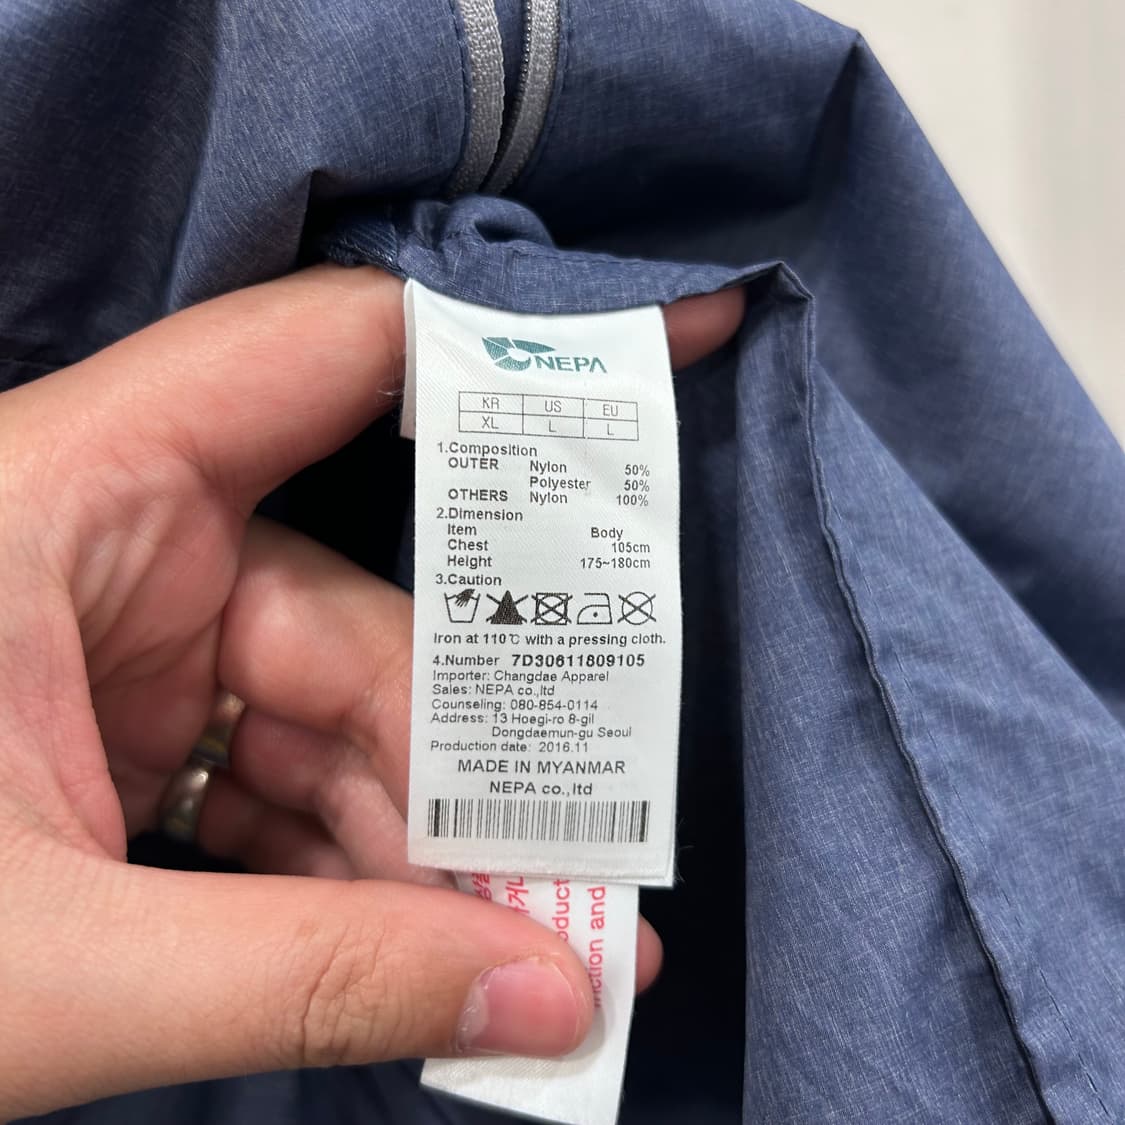 NEPA
KR US EU
XL L L
1.Composition
OUTER Nylon 50%
Polyester 50%
OTHERS Nylon 100%
2.Dimension
Item Body
Chest 105cm
Height 175~180cm
3.Caution
Iron at 110℃ with a pressing cloth.
4.Number 7D30611809105
Importer: Changdae Apparel
Sales: NEPA co.,ltd
Counseling: 080-854-0114
Address: 13 Hoegi-ro 8-gil
Dongdaemun-gu Seoul
Production date: 2016.11
MADE IN MYANMAR
NEPA co.,ltd
and